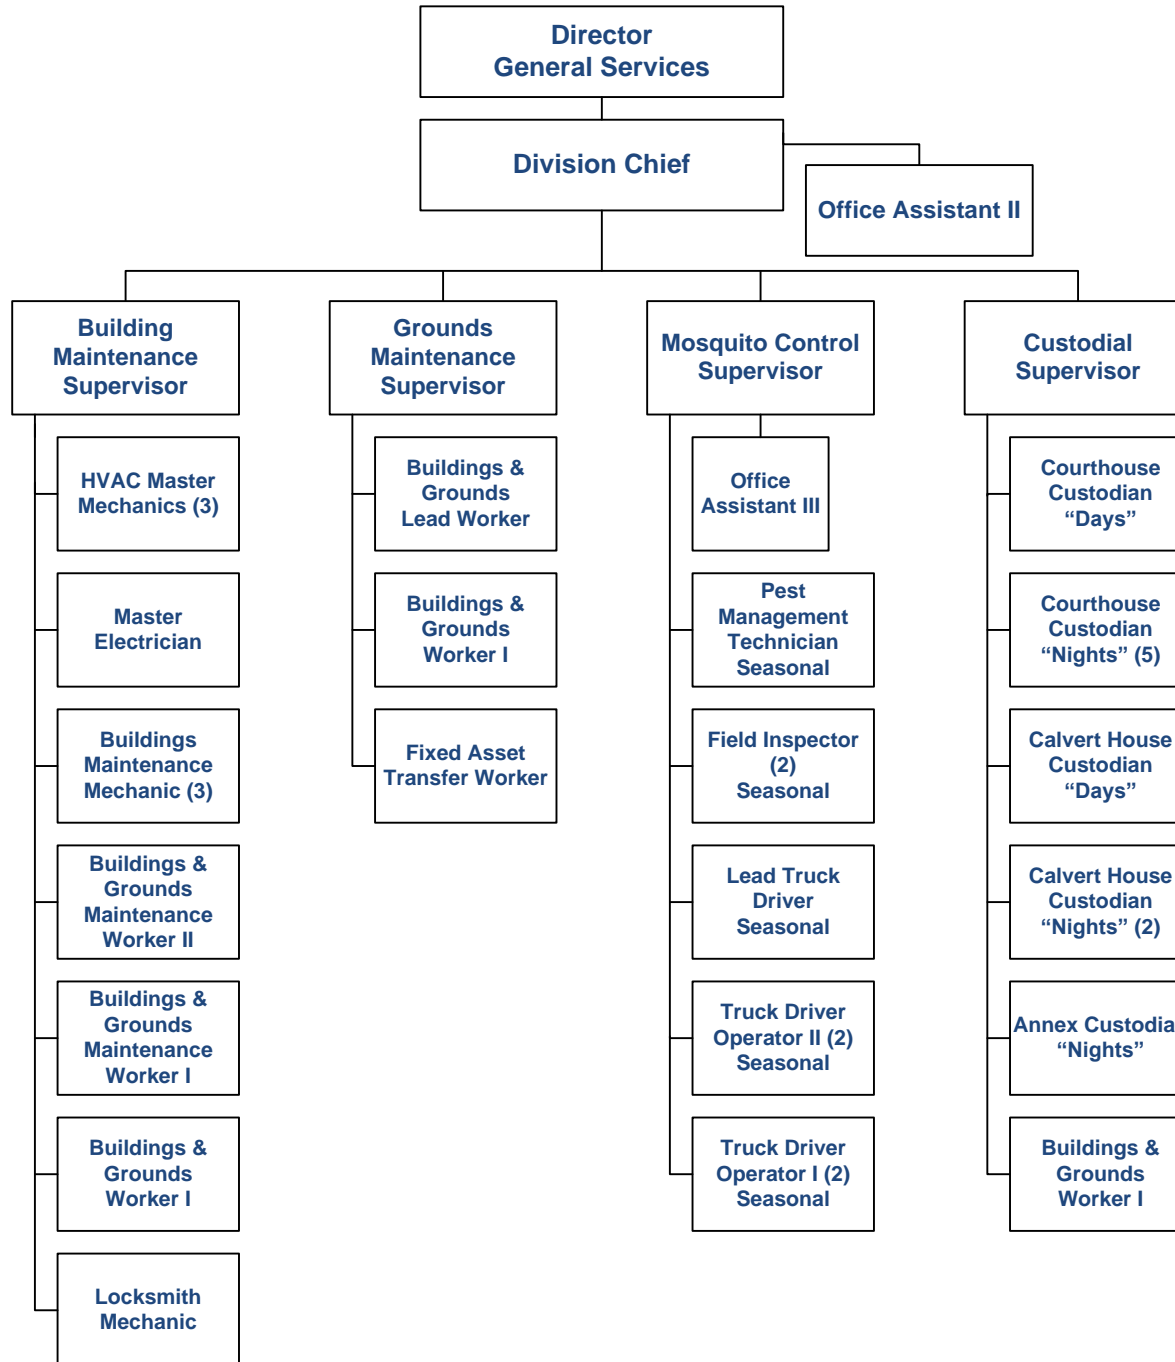 Director
General Services
Division Chief
Office Assistant II
Building
Maintenance
Supervisor
Grounds
Maintenance
Supervisor
Mosquito Control
Supervisor
Custodial
Supervisor
HVAC Master
Mechanics (3)
Master
Electrician
Buildings
Maintenance
Mechanic (3)
Buildings &
Grounds
Maintenance
Worker II
Buildings &
Grounds
Maintenance
Worker I
Buildings &
Grounds
Worker I
Locksmith
Mechanic
Buildings &
Grounds
Lead Worker
Buildings &
Grounds
Worker I
Fixed Asset
Transfer Worker
Office
Assistant III
Pest
Management
Technician
Seasonal
Field Inspector
(2)
Seasonal
Lead Truck
Driver
Seasonal
Truck Driver
Operator II (2)
Seasonal
Truck Driver
Operator I (2)
Seasonal
Courthouse
Custodian
“Days”
Courthouse
Custodian
“Nights” (5)
Calvert House
Custodian
“Days”
Calvert House
Custodian
“Nights” (2)
Annex Custodia
“Nights”
Buildings &
Grounds
Worker I